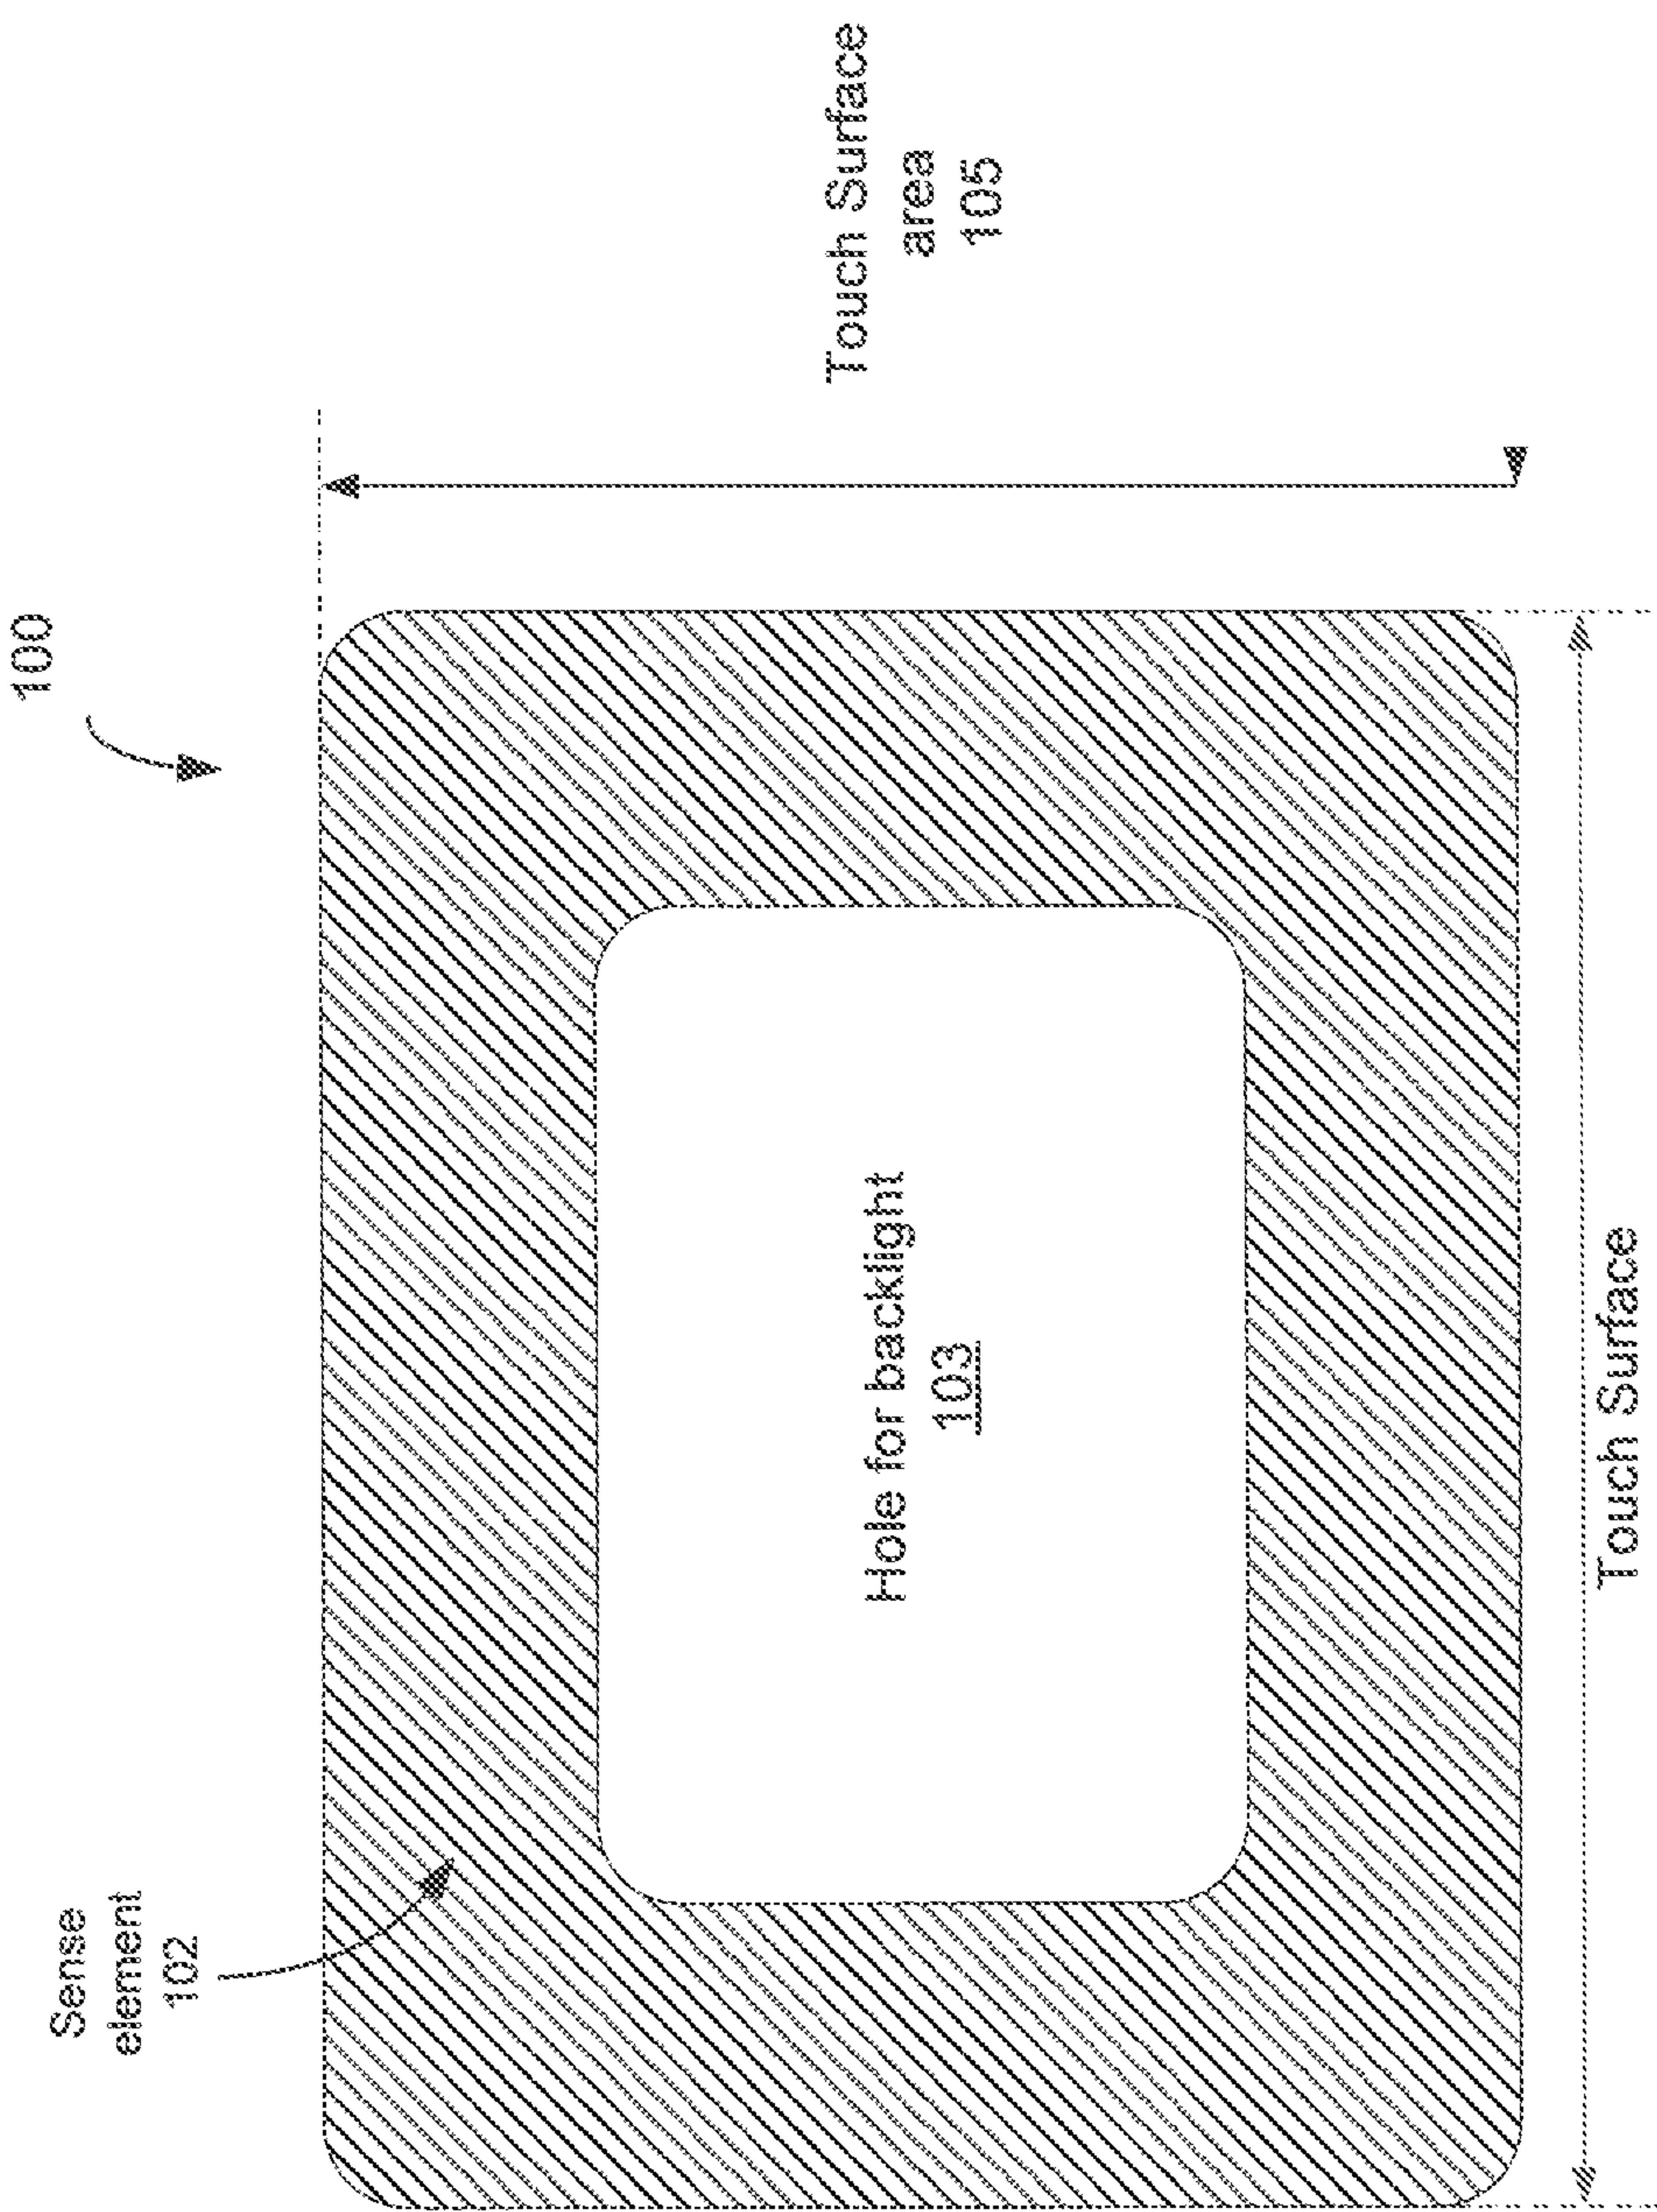 100
Sense
element
102
Hole for backlight
103
Touch Surface
area
105
Touch Surface